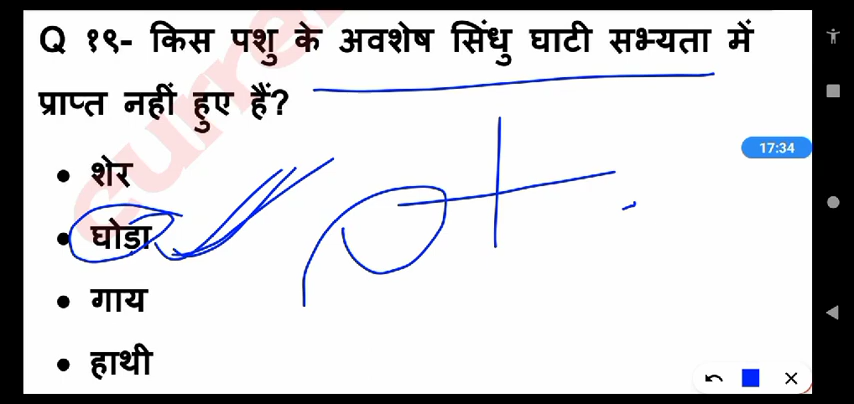 Q १९- किस पशु के अवशेष सिंधु घाटी सभ्यता में
प्राप्त नहीं हुए हैं?
17:34
• शेर
• घोडा
• गाय
• हाथी